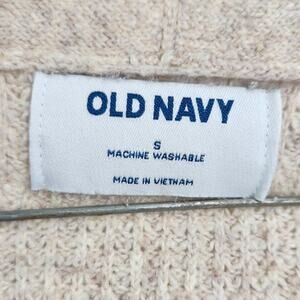 OLD NAVY
S
MACHINE WASHABLE
MADE IN VIETNAM